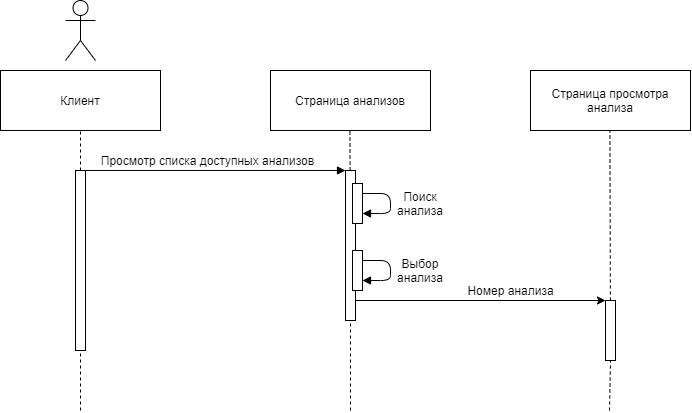 Клиент
Страница анализов
Страница просмотра
анализа
Просмотр списка доступных анализов
Поиск
анализа
Выбор
анализа
Номер анализа